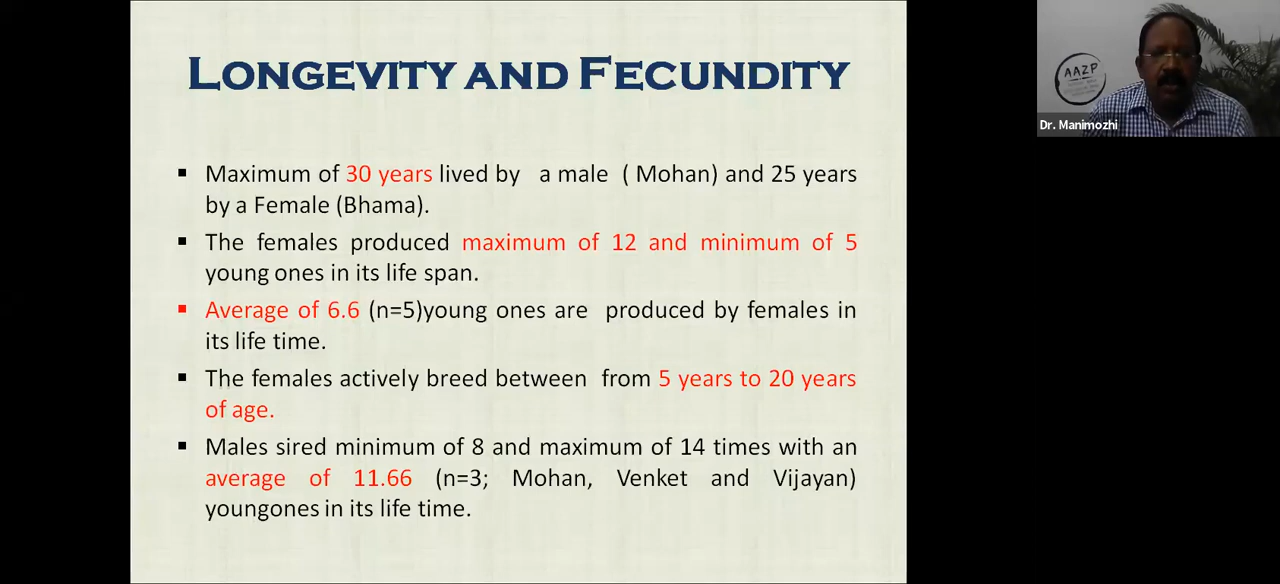 LONGEVITY AND FECUNDITY
▪ Maximum of 30 years lived by a male ( Mohan) and 25 years
by a Female (Bhama).
▪ The females produced maximum of 12 and minimum of 5
young ones in its life span.
▪ Average of 6.6 (n=5)young ones are produced by females in
its life time.
▪ The females actively breed between from 5 years to 20 years
of age.
▪ Males sired minimum of 8 and maximum of 14 times with an
average of 11.66 (n=3; Mohan, Venket and Vijayan)
youngones in its life time.
AAZP
Dr. Manimozhi